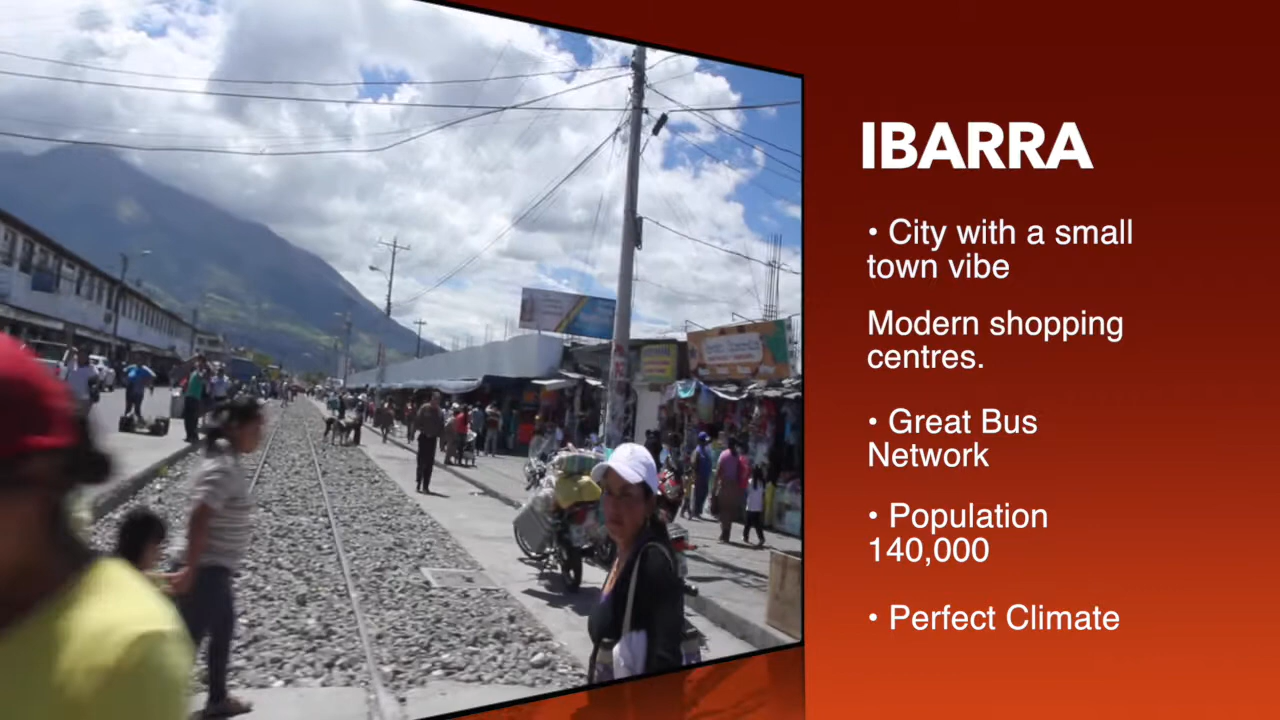 IBARRA
• City with a small
town vibe
Modern shopping
centres.
• Great Bus
Network
• Population
140,000
• Perfect Climate